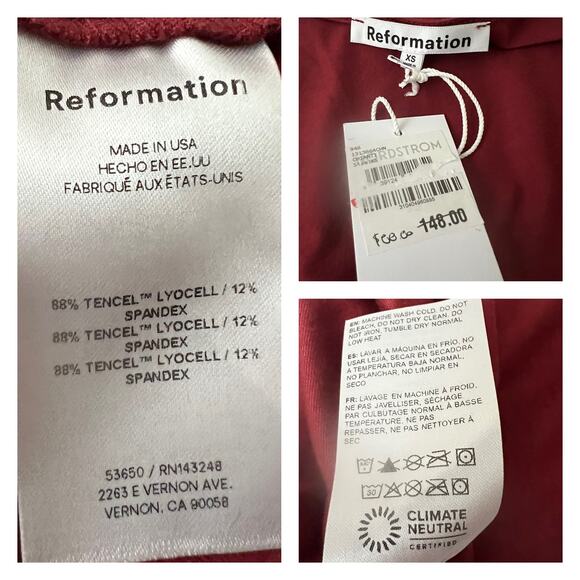 Reformation
MADE IN USA
HECHO EN EE.UU
FABRIQUÉ AUX ÉTATS-UNIS
88% TENCEL™ LYOCELL / 12%
SPANDEX
88% TENCEL™ LYOCELL / 12%
SPANDEX
88% TENCEL™ LYOCELL / 12%
SPANDEX
53650 / RN143248
2263 E VERNON AVE.
VERNON, CA 90058
Reformation
XS
RDSTROM
39124
310404960895
148.00
EN: MACHINE WASH COLD, DO NOT
BLEACH, DO NOT DRY CLEAN, DO
NOT IRON, TUMBLE DRY NORMAL
LOW HEAT
ES: LAVAR A MÁQUINA EN FRÍO, NO
USAR LEJÍA, SECAR EN SECADORA
A TEMPERATURA BAJA NORMAL,
NO PLANCHAR, NO LIMPIAR EN
SECO
FR: LAVAGE EN MACHINE À FROID,
NE PAS JAVELLISER, SÉCHAGE
PAR CULBUTAGE NORMAL À BASSE
TEMPÉRATURE, NE PAS
REPASSER, NE PAS NETTOYER À
SEC
30
CLIMATE
NEUTRAL
CERTIFIED